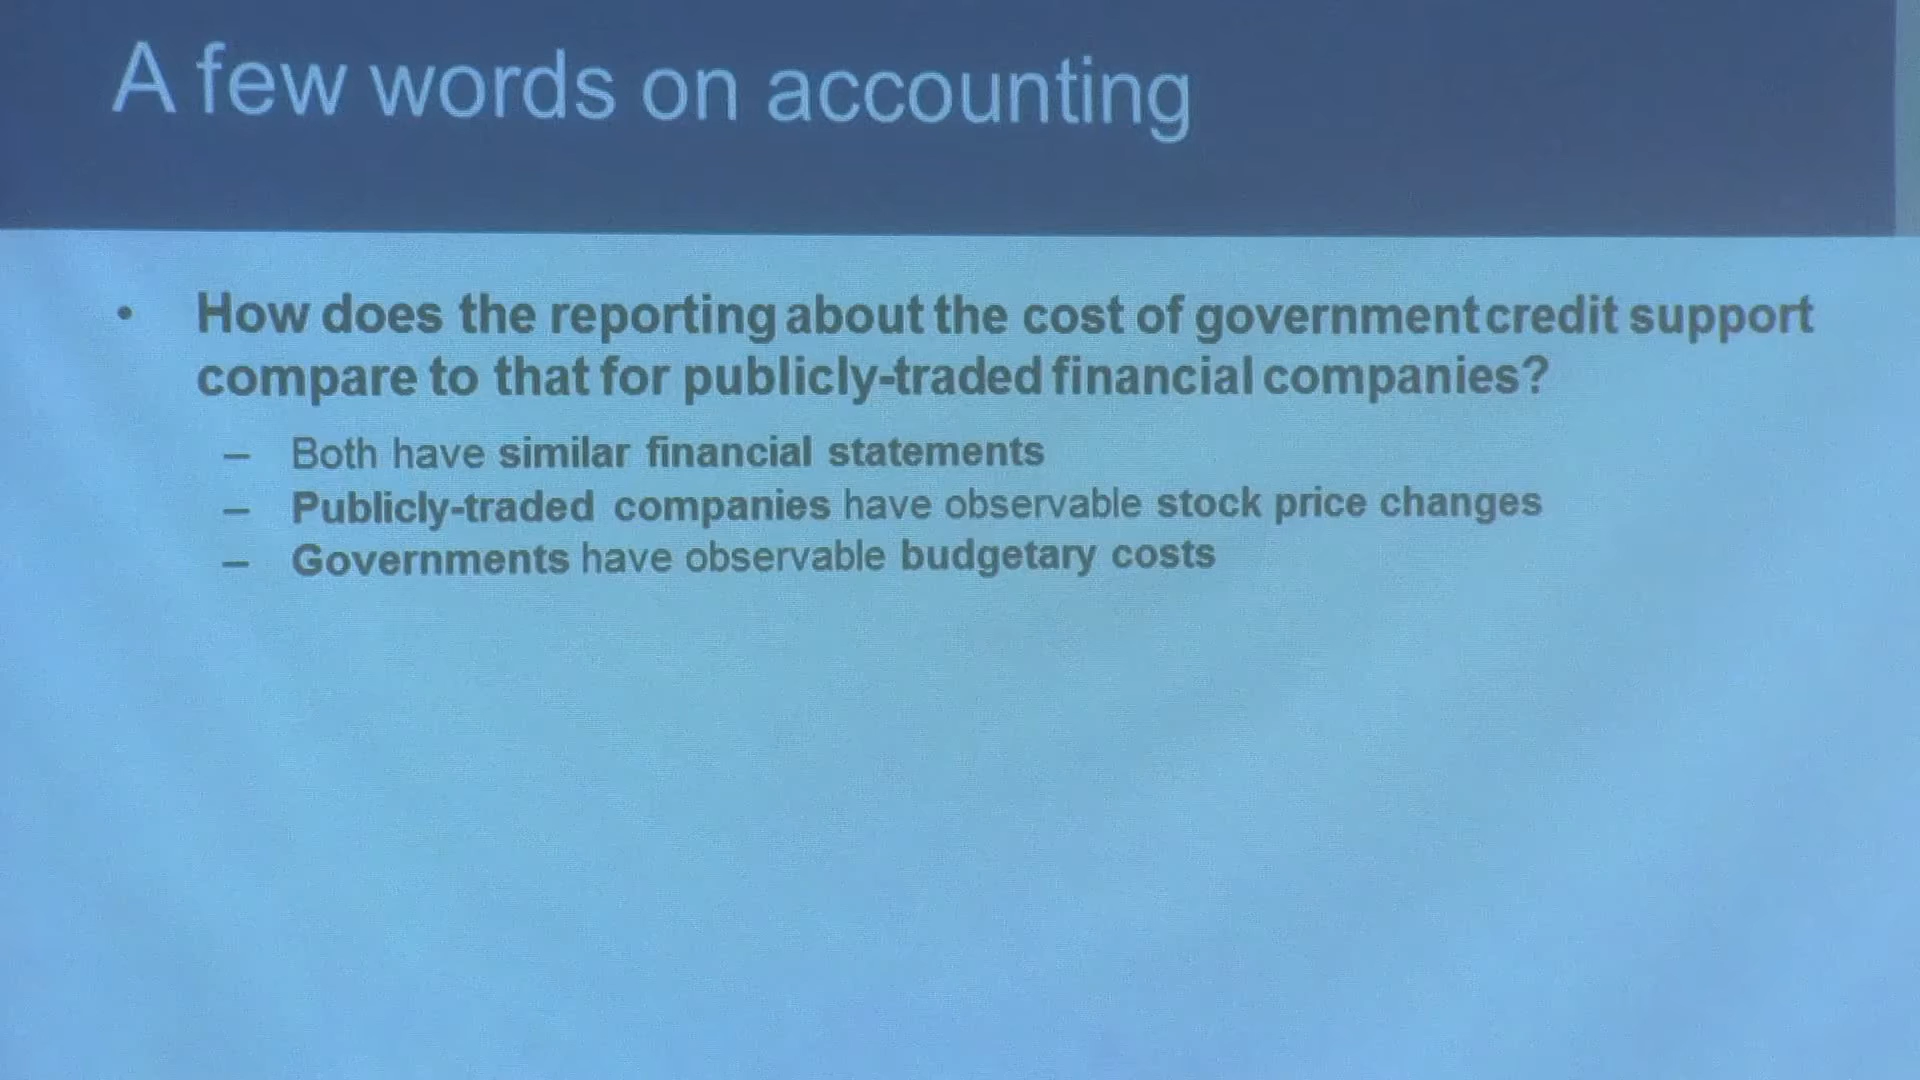 A few words on accounting
• How does the reporting about the cost of government credit support
compare to that for publicly-traded financial companies?
– Both have similar financial statements
– Publicly-traded companies have observable stock price changes
– Governments have observable budgetary costs